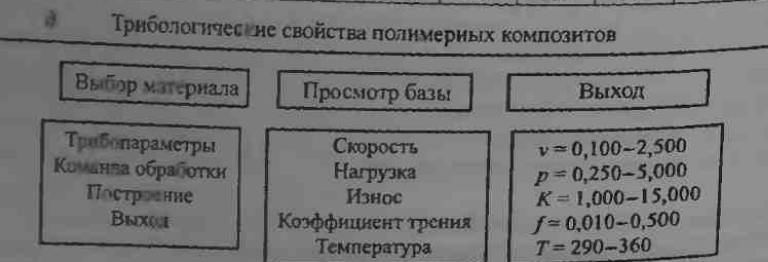 д
Трибологические свойства полимерных композитов
Выбор материала
Просмотр базы
Выход
Трибопараметры
Команда обработки
Построение
Выход
Скорость
Нагрузка
Износ
Коэффициент трения
Температура
v = 0,100–2,500
p = 0,250–5,000
K = 1,000–15,000
f = 0,010–0,500
T = 290–360